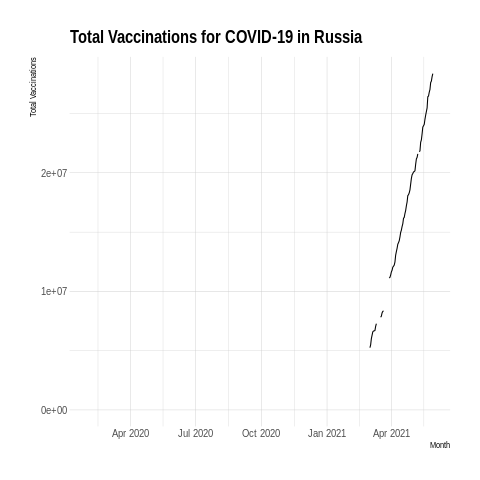 Total Vaccinations for COVID-19 in Russia
Total Vaccinations
2e+07
1e+07
0e+00
Apr 2020 Jul 2020 Oct 2020 Jan 2021 Apr 2021
Month